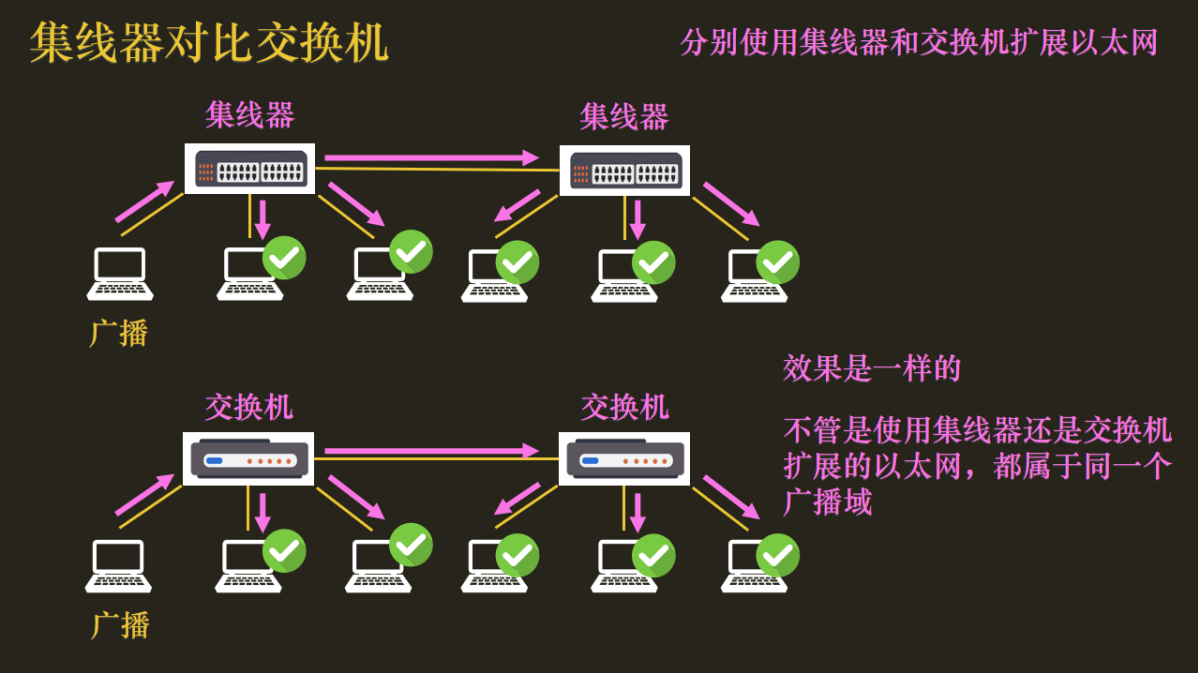 集线器对比交换机
分别使用集线器和交换机扩展以太网
集线器
集线器
广播
交换机
交换机
广播
效果是一样的
不管是使用集线器还是交换机
扩展的以太网，都属于同一个
广播域